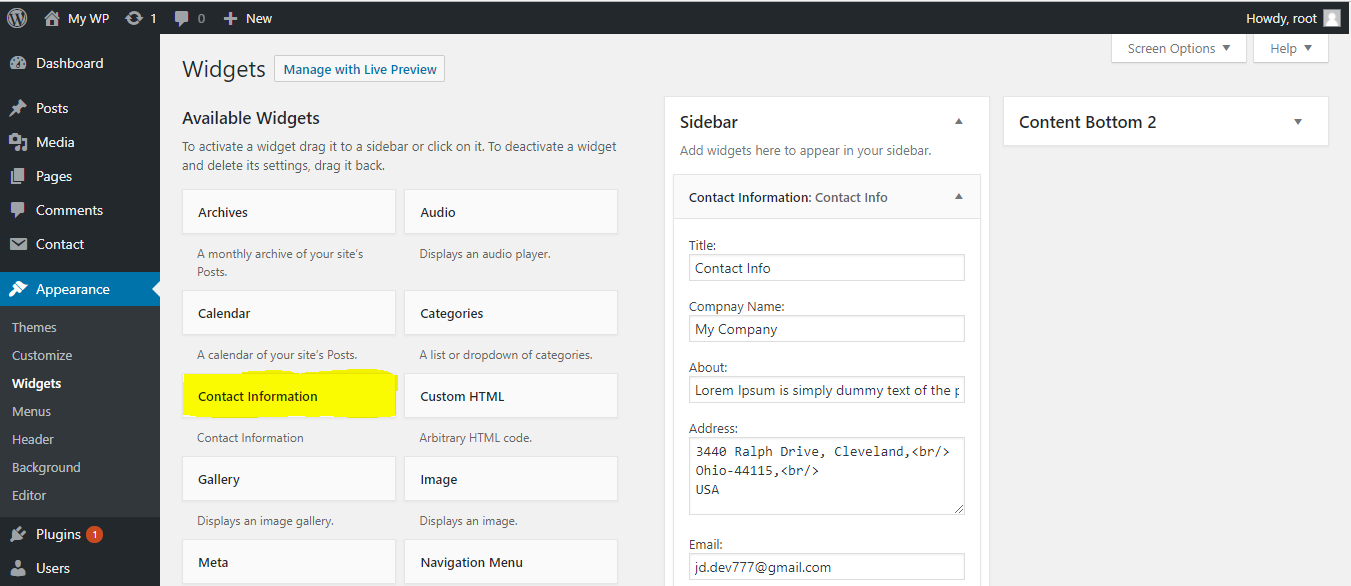 My WP
1
0
New
Howdy, root
Screen Options
Help
Dashboard
Posts
Media
Pages
Comments
Contact
Appearance
Themes
Customize
Widgets
Menus
Header
Background
Editor
Plugins 1
Users
Widgets
Manage with Live Preview
Available Widgets
To activate a widget drag it to a sidebar or click on it. To deactivate a widget
and delete its settings, drag it back.
Archives
A monthly archive of your site's
Posts.
Audio
Displays an audio player.
Calendar
A calendar of your site's Posts.
Categories
A list or dropdown of categories.
Contact Information
Contact Information
Custom HTML
Arbitrary HTML code.
Gallery
Displays an image gallery.
Image
Displays an image.
Meta
Navigation Menu
Sidebar
Add widgets here to appear in your sidebar.
Contact Information: Contact Info
Title:
Contact Info
Compnay Name:
My Company
About:
Lorem Ipsum is simply dummy text of the p
Address:
3440 Ralph Drive, Cleveland,<br/>
Ohio-44115,<br/>
USA
Email:
jd.dev777@gmail.com
Content Bottom 2